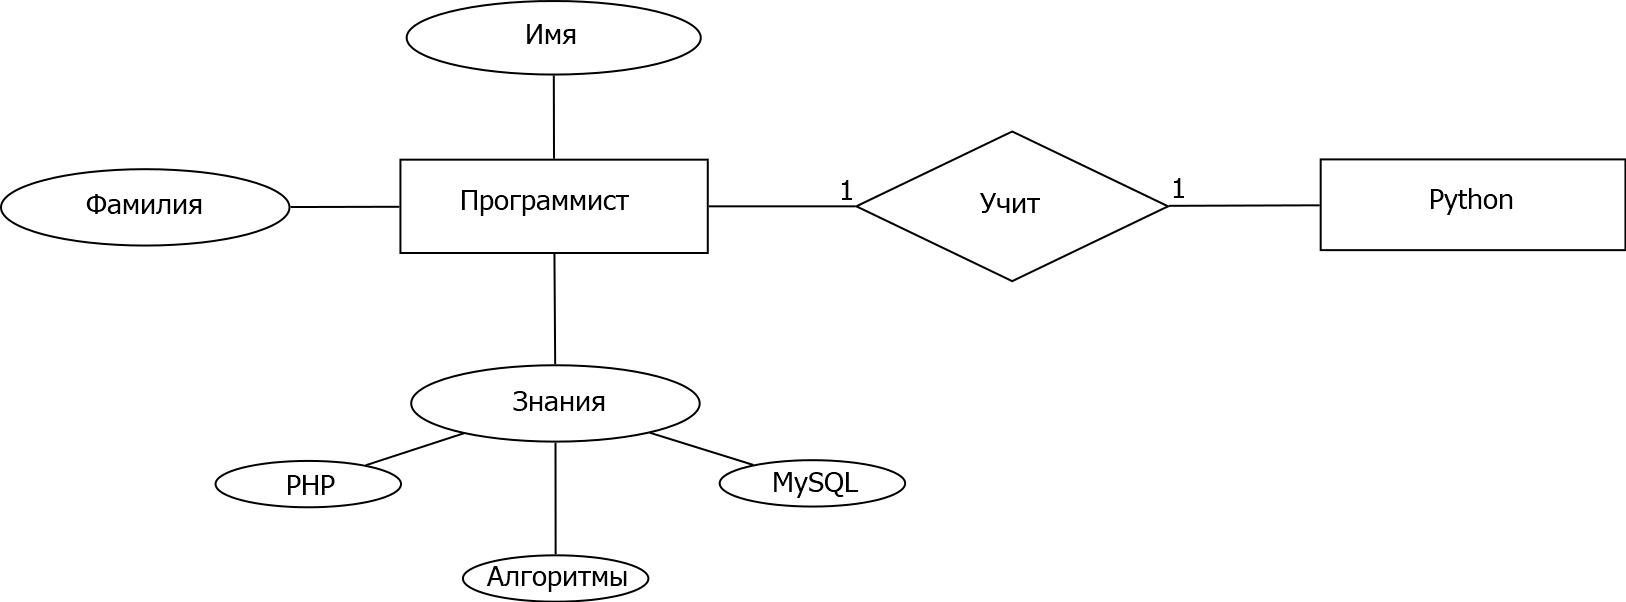 Имя
Фамилия
Программист
1
Учит
1
Python
Знания
PHP
MySQL
Алгоритмы